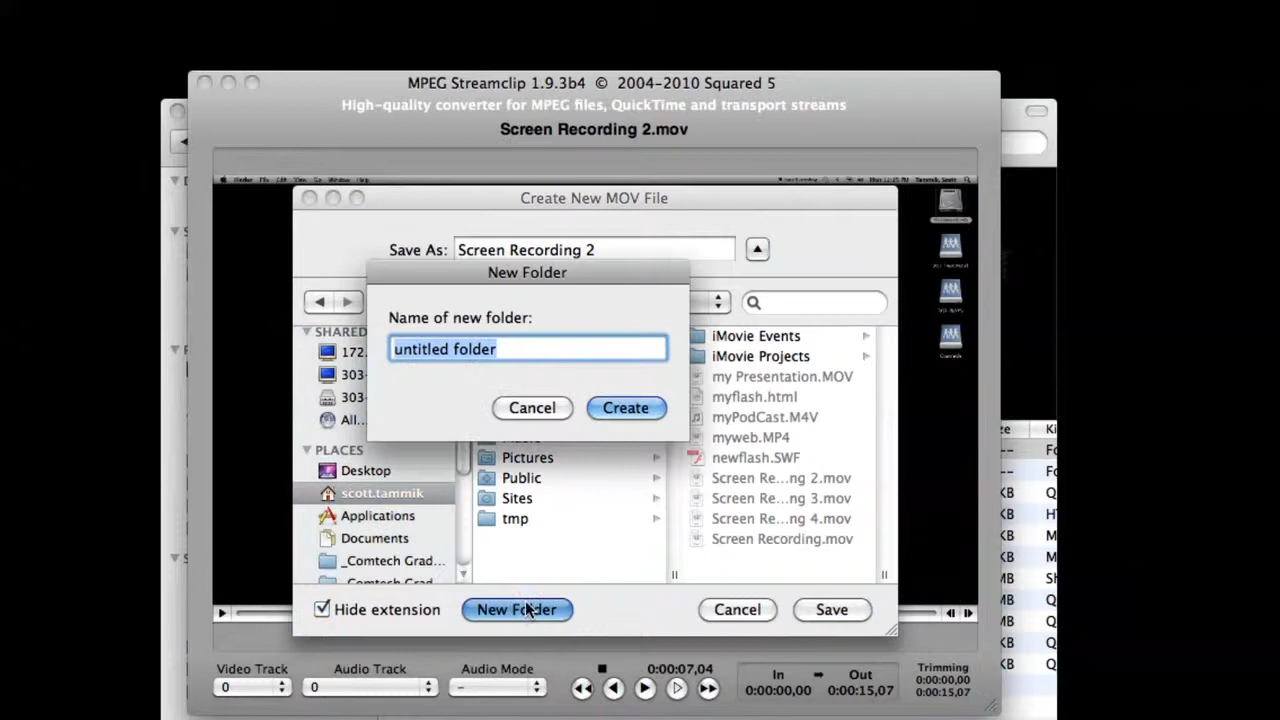 MPEG Streamclip 1.9.3b4 © 2004-2010 Squared 5
High-quality converter for MPEG files, QuickTime and transport streams
Screen Recording 2.mov
Create New MOV File
Save As: Screen Recording 2
New Folder
Name of new folder:
untitled folder
Cancel Create
SHARED
172.
303-
303-
All...
PLACES
Desktop
scott.tammik
Applications
Documents
_Comtech Grad...
_Comtech Grad...
Pictures
Public
Sites
tmp
iMovie Events
iMovie Projects
my Presentation.MOV
myflash.html
myPodCast.M4V
myweb.MP4
newflash.SWF
Screen Re...ng 2.mov
Screen Re...ng 3.mov
Screen Re...ng 4.mov
Screen Recording.mov
Hide extension New Folder Cancel Save
Video Track Audio Track Audio Mode
0 0 –
0:00:07,04
In Out
0:00:00,00 0:00:15,07
Trimming
0:00:00,00
0:00:15,07